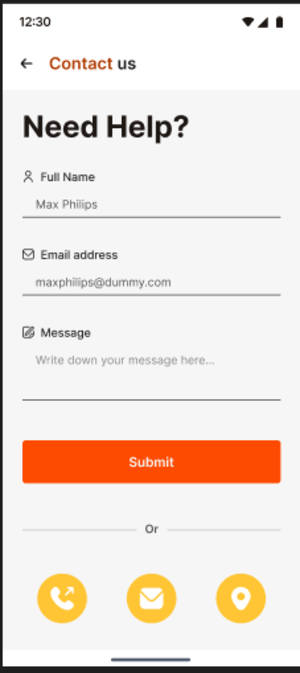 12:30
Contact us
Need Help?
Full Name
Max Philips
Email address
maxphilips@dummy.com
Message
Write down your message here...
Submit
Or